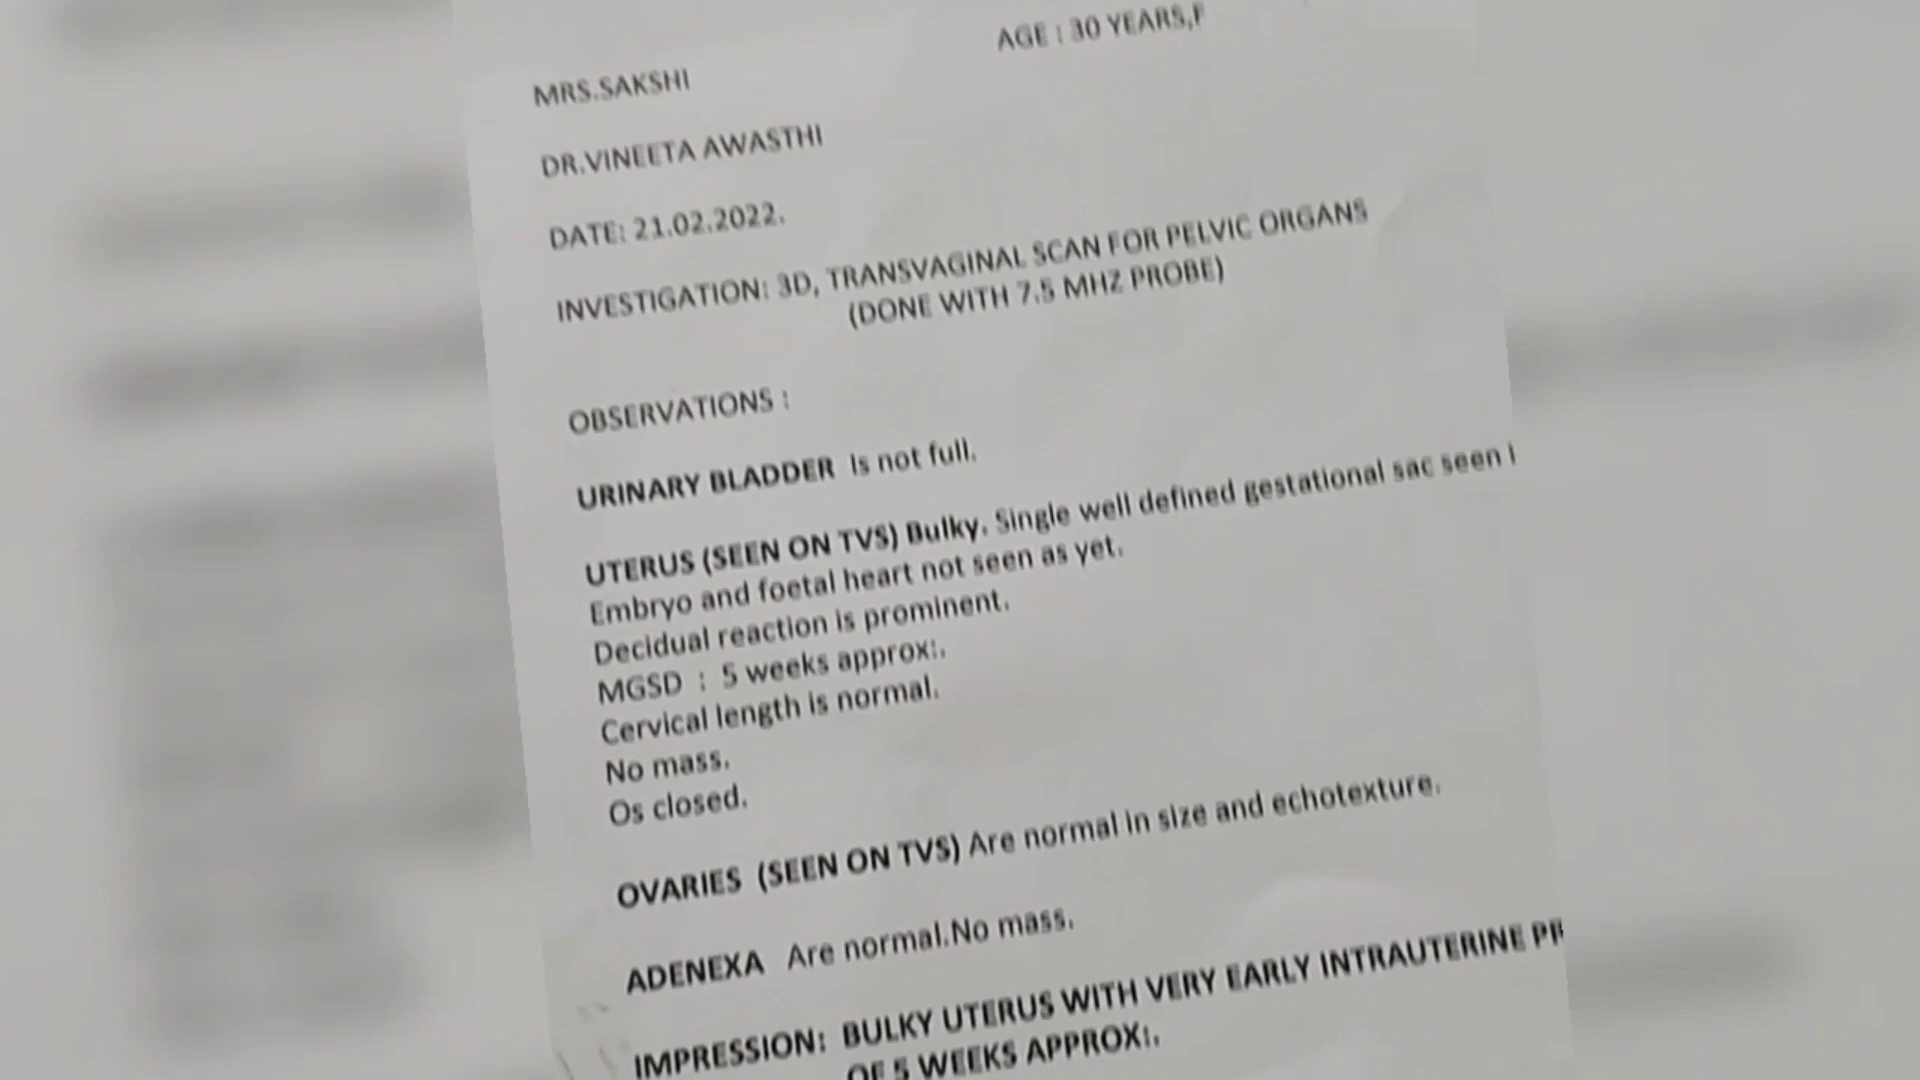 AGE : 30 YEARS,F
MRS.SAKSHI
DR.VINEETA AWASTHI
DATE: 21.02.2022.
INVESTIGATION: 3D, TRANSVAGINAL SCAN FOR PELVIC ORGANS
(DONE WITH 7.5 MHZ PROBE)
OBSERVATIONS :
URINARY BLADDER Is not full.
UTERUS (SEEN ON TVS) Bulky. Single well defined gestational sac seen
Embryo and foetal heart not seen as yet.
Decidual reaction is prominent.
MGSD : 5 weeks approx:.
Cervical length is normal.
No mass.
Os closed.
OVARIES (SEEN ON TVS) Are normal in size and echotexture.
ADENEXA Are normal.No mass.
IMPRESSION: BULKY UTERUS WITH VERY EARLY INTRAUTERINE
OF 5 WEEKS APPROX:.